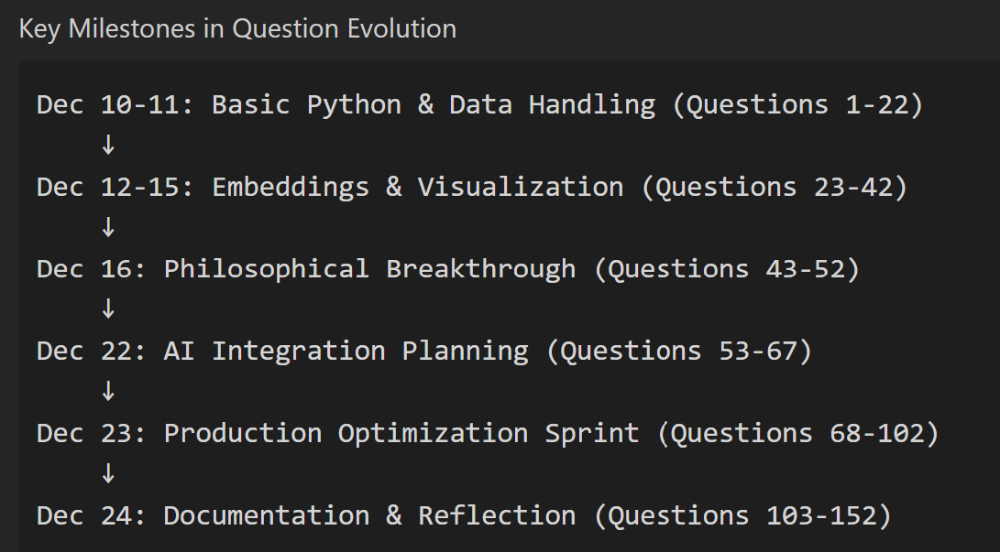 Key Milestones in Question Evolution
Dec 10-11: Basic Python & Data Handling (Questions 1-22)
↓
Dec 12-15: Embeddings & Visualization (Questions 23-42)
↓
Dec 16: Philosophical Breakthrough (Questions 43-52)
↓
Dec 22: AI Integration Planning (Questions 53-67)
↓
Dec 23: Production Optimization Sprint (Questions 68-102)
↓
Dec 24: Documentation & Reflection (Questions 103-152)